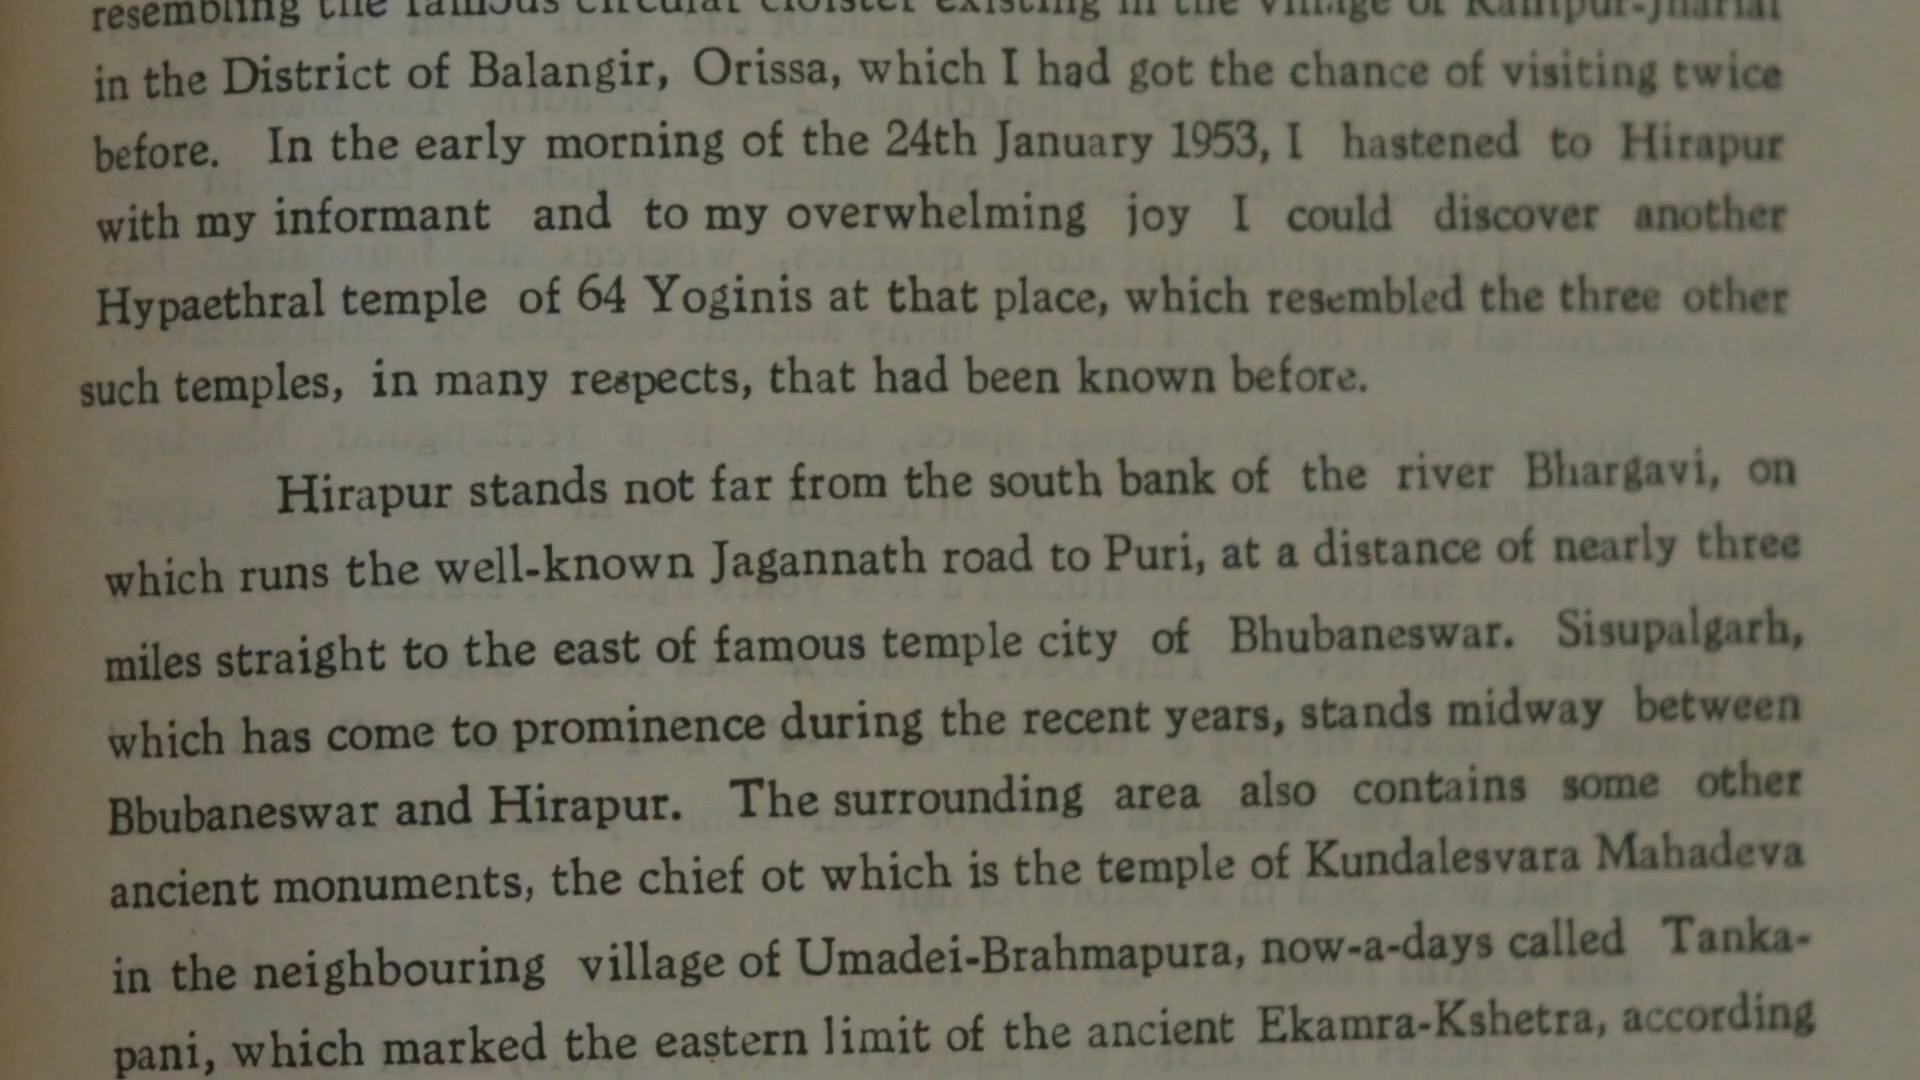 resembling the famous circular cloister existing in the village of Ranipur-Jharial
in the District of Balangir, Orissa, which I had got the chance of visiting twice
before. In the early morning of the 24th January 1953, I hastened to Hirapur
with my informant and to my overwhelming joy I could discover another
Hypaethral temple of 64 Yoginis at that place, which resembled the three other
such temples, in many respects, that had been known before.
Hirapur stands not far from the south bank of the river Bhargavi, on
which runs the well-known Jagannath road to Puri, at a distance of nearly three
miles straight to the east of famous temple city of Bhubaneswar. Sisupalgarh,
which has come to prominence during the recent years, stands midway between
Bbubaneswar and Hirapur. The surrounding area also contains some other
ancient monuments, the chief ot which is the temple of Kundalesvara Mahadeva
in the neighbouring village of Umadei-Brahmapura, now-a-days called Tanka-
pani, which marked the eastern limit of the ancient Ekamra-Kshetra, according